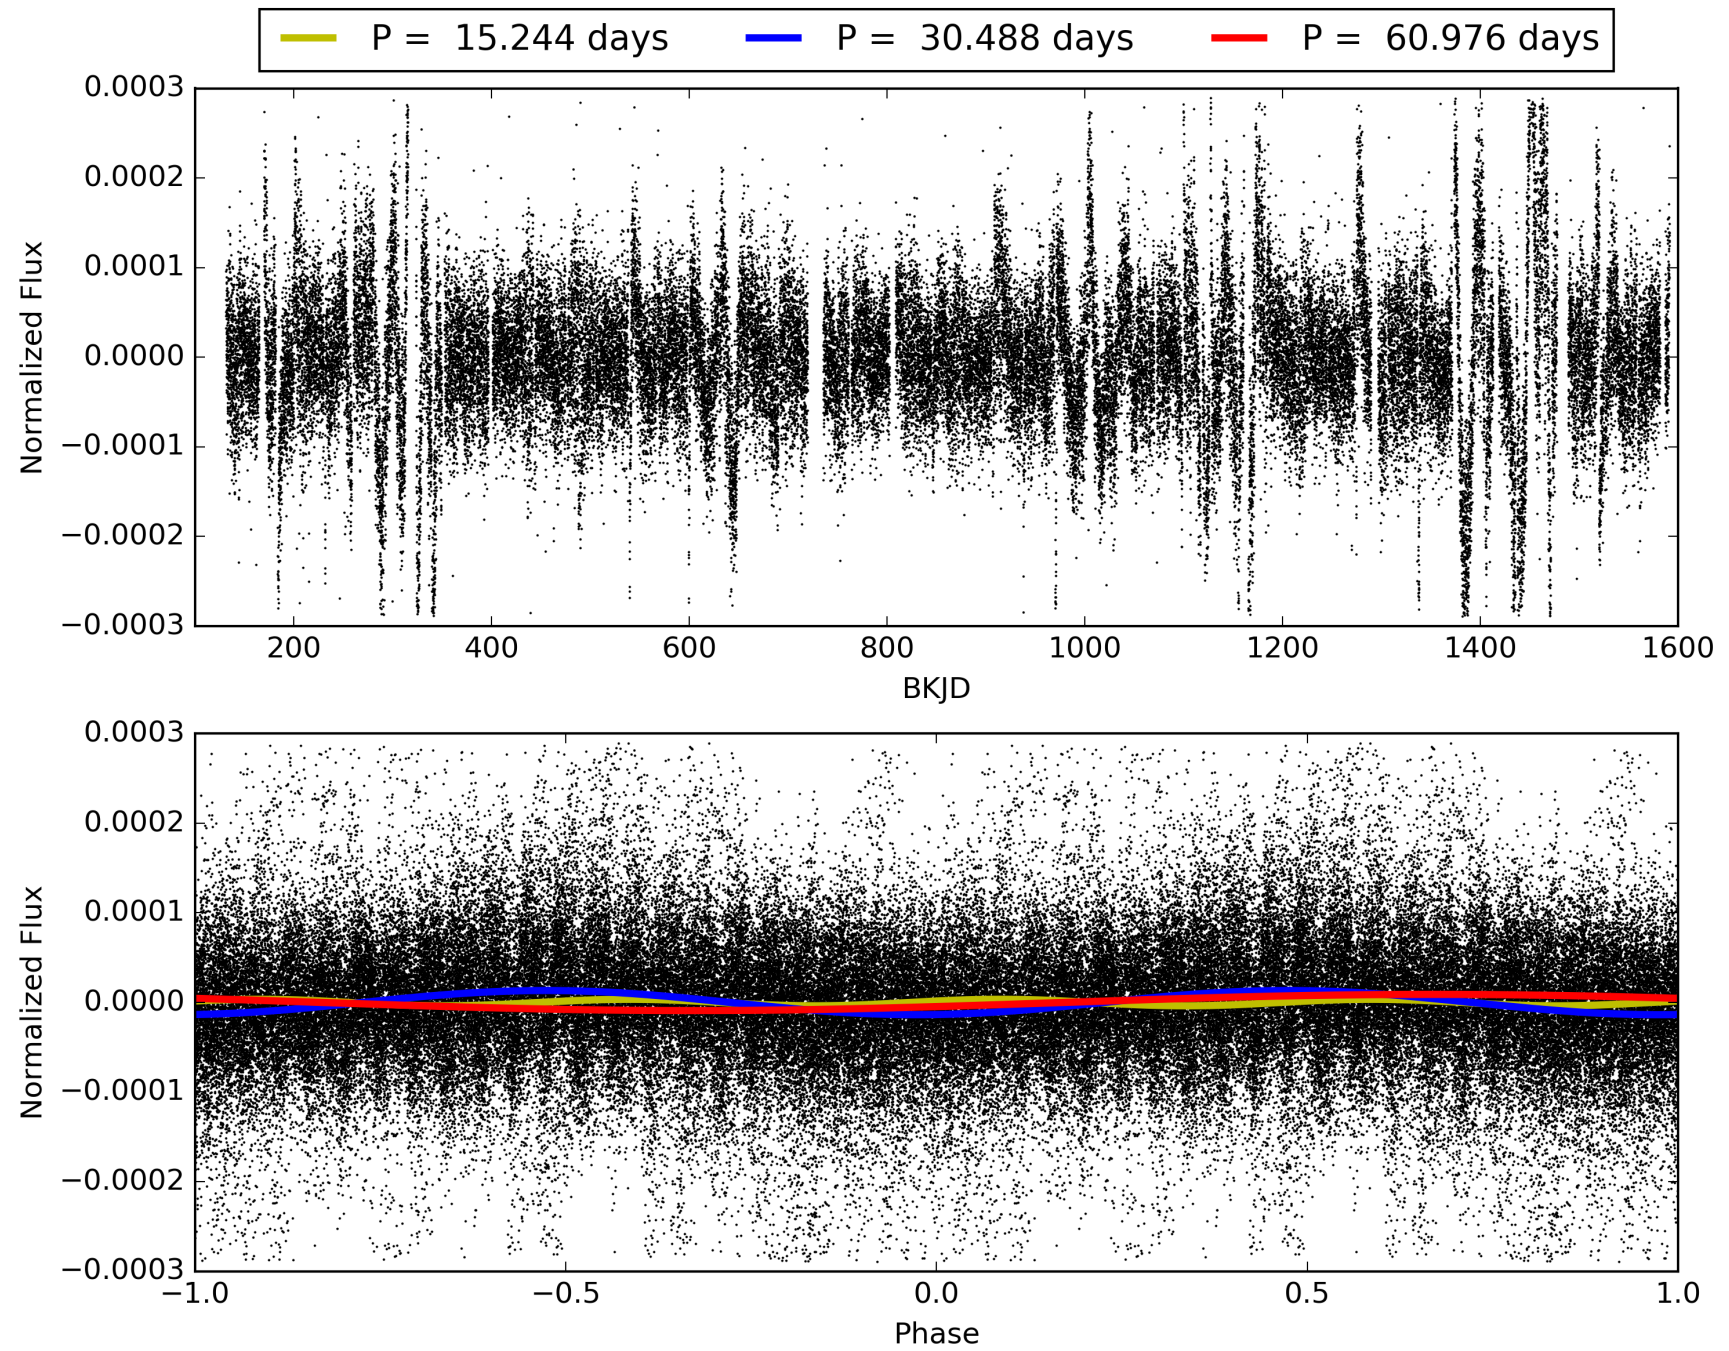 P = 15.244 days P = 30.488 days P = 60.976 days
0.0003
0.0002
0.0001
0.0000
−0.0001
−0.0002
−0.0003
Normalized Flux
200 400 600 800 1000 1200 1400 1600
BKJD
0.0003
0.0002
0.0001
0.0000
−0.0001
−0.0002
−0.0003
Normalized Flux
−1.0 −0.5 0.0 0.5 1.0
Phase